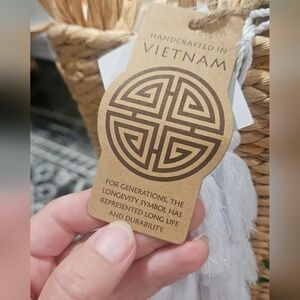 HANDCRAFTED IN
VIETNAM
FOR GENERATIONS, THE
LONGEVITY SYMBOL HAS
REPRESENTED LONG LIFE
AND DURABILITY.